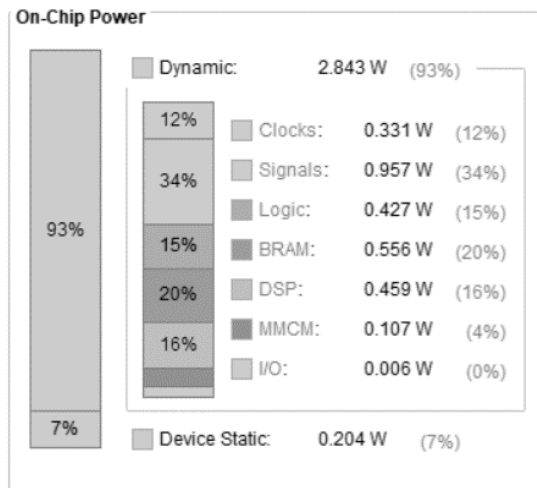 On-Chip Power
Dynamic: 2.843 W (93%)
12% Clocks: 0.331 W (12%)
34% Signals: 0.957 W (34%)
93% 15% Logic: 0.427 W (15%)
20% BRAM: 0.556 W (20%)
16% DSP: 0.459 W (16%)
MMCM: 0.107 W (4%)
I/O: 0.006 W (0%)
7% Device Static: 0.204 W (7%)